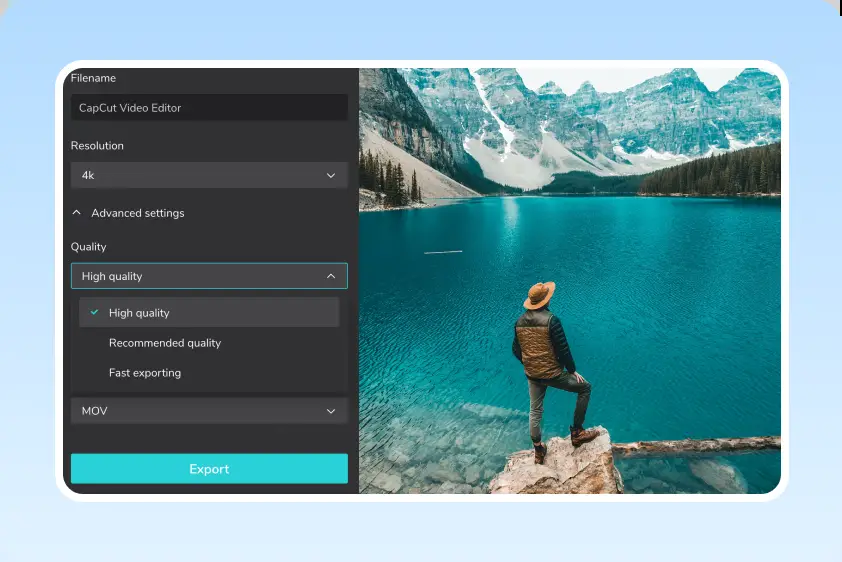 Filename
CapCut Video Editor
Resolution
4k
Advanced settings
Quality
High quality
High quality
Recommended quality
Fast exporting
MOV
Export